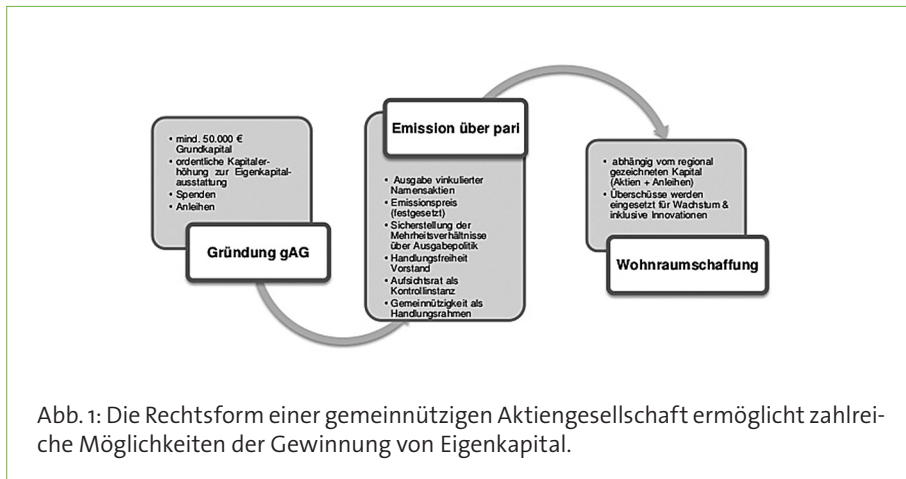 • mind. 50.000 €
Grundkapital
• ordentliche Kapitaler-
höhung zur Eigenkapital-
ausstattung
• Spenden
• Anleihen
Gründung gAG
Emission über pari
• Ausgabe vinkulierter
Namensaktien
• Emissionspreis
(festgesetzt)
• Sicherstellung der
Mehrheitsverhältnisse
über Ausgabepolitik
• Handlungsfreiheit
Vorstand
• Aufsichtsrat als
Kontrollinstanz
• Gemeinnützigkeit als
Handlungsrahmen
• abhängig vom regional
gezeichneten Kapital
(Aktien + Anleihen)
• Überschüsse werden
eingesetzt für Wachstum &
inklusive Innovationen
Wohnraumschaffung
Abb. 1: Die Rechtsform einer gemeinnützigen Aktiengesellschaft ermöglicht zahlrei-
che Möglichkeiten der Gewinnung von Eigenkapital.